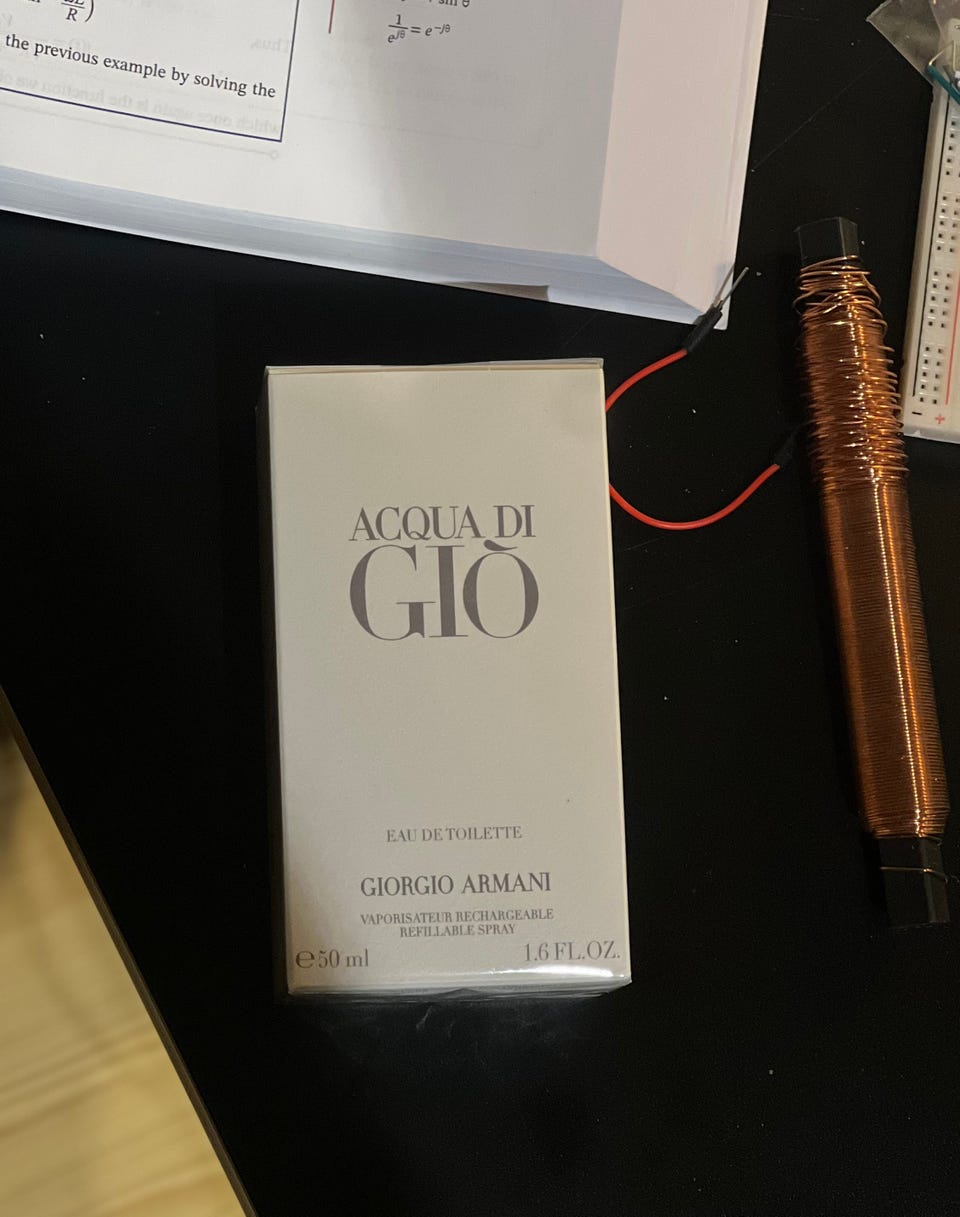 R )
the previous example by solving the
sin θ
1/e^{jθ} = e^{-jθ}
ACQUA DI
GIÒ
EAU DE TOILETTE
GIORGIO ARMANI
VAPORISATEUR RECHARGEABLE
REFILLABLE SPRAY
℮50 ml 1.6 FL.OZ.
− +